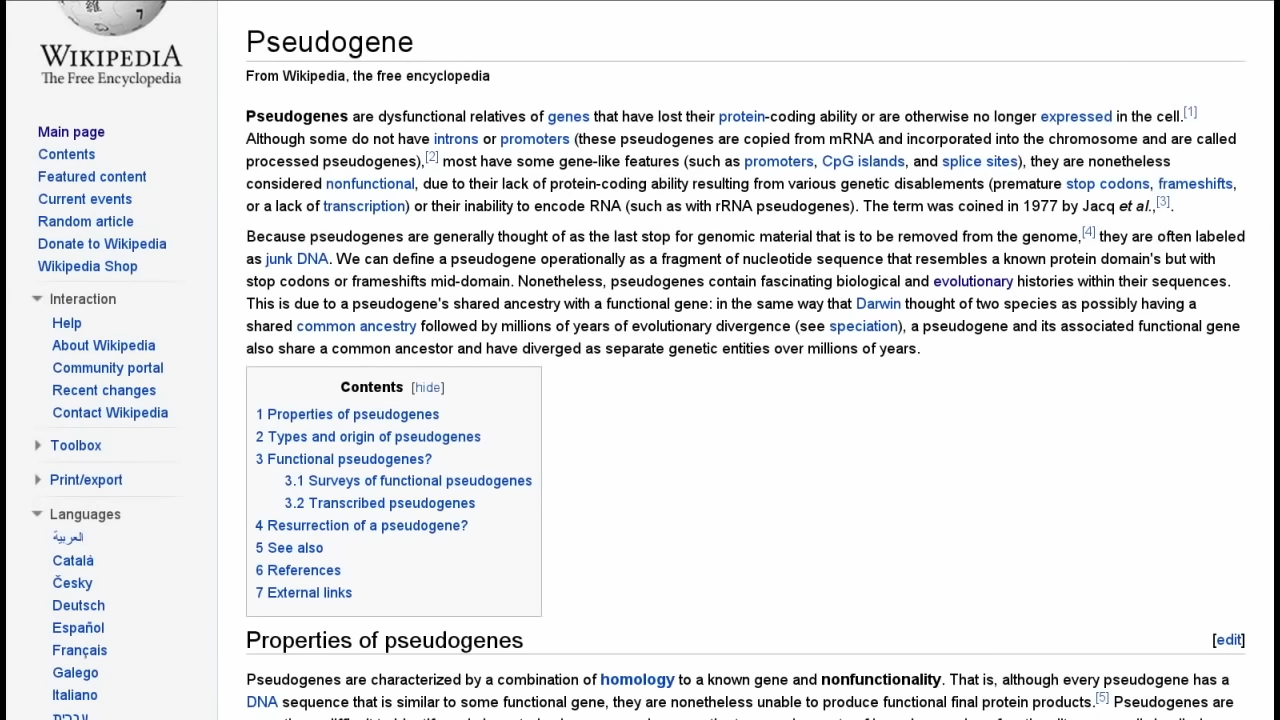 WIKIPEDIA
The Free Encyclopedia
Main page
Contents
Featured content
Current events
Random article
Donate to Wikipedia
Wikipedia Shop
Interaction
Help
About Wikipedia
Community portal
Recent changes
Contact Wikipedia
Toolbox
Print/export
Languages
العربية
Català
Česky
Deutsch
Español
Français
Galego
Italiano
Pseudogene
From Wikipedia, the free encyclopedia
Pseudogenes are dysfunctional relatives of genes that have lost their protein-coding ability or are otherwise no longer expressed in the cell.[1]
Although some do not have introns or promoters (these pseudogenes are copied from mRNA and incorporated into the chromosome and are called
processed pseudogenes),[2] most have some gene-like features (such as promoters, CpG islands, and splice sites), they are nonetheless
considered nonfunctional, due to their lack of protein-coding ability resulting from various genetic disablements (premature stop codons, frameshifts,
or a lack of transcription) or their inability to encode RNA (such as with rRNA pseudogenes). The term was coined in 1977 by Jacq et al.,[3].
Because pseudogenes are generally thought of as the last stop for genomic material that is to be removed from the genome,[4] they are often labeled
as junk DNA. We can define a pseudogene operationally as a fragment of nucleotide sequence that resembles a known protein domain's but with
stop codons or frameshifts mid-domain. Nonetheless, pseudogenes contain fascinating biological and evolutionary histories within their sequences.
This is due to a pseudogene's shared ancestry with a functional gene: in the same way that Darwin thought of two species as possibly having a
shared common ancestry followed by millions of years of evolutionary divergence (see speciation), a pseudogene and its associated functional gene
also share a common ancestor and have diverged as separate genetic entities over millions of years.
Contents [hide]
1 Properties of pseudogenes
2 Types and origin of pseudogenes
3 Functional pseudogenes?
3.1 Surveys of functional pseudogenes
3.2 Transcribed pseudogenes
4 Resurrection of a pseudogene?
5 See also
6 References
7 External links
Properties of pseudogenes [edit]
Pseudogenes are characterized by a combination of homology to a known gene and nonfunctionality. That is, although every pseudogene has a
DNA sequence that is similar to some functional gene, they are nonetheless unable to produce functional final protein products.[5] Pseudogenes are